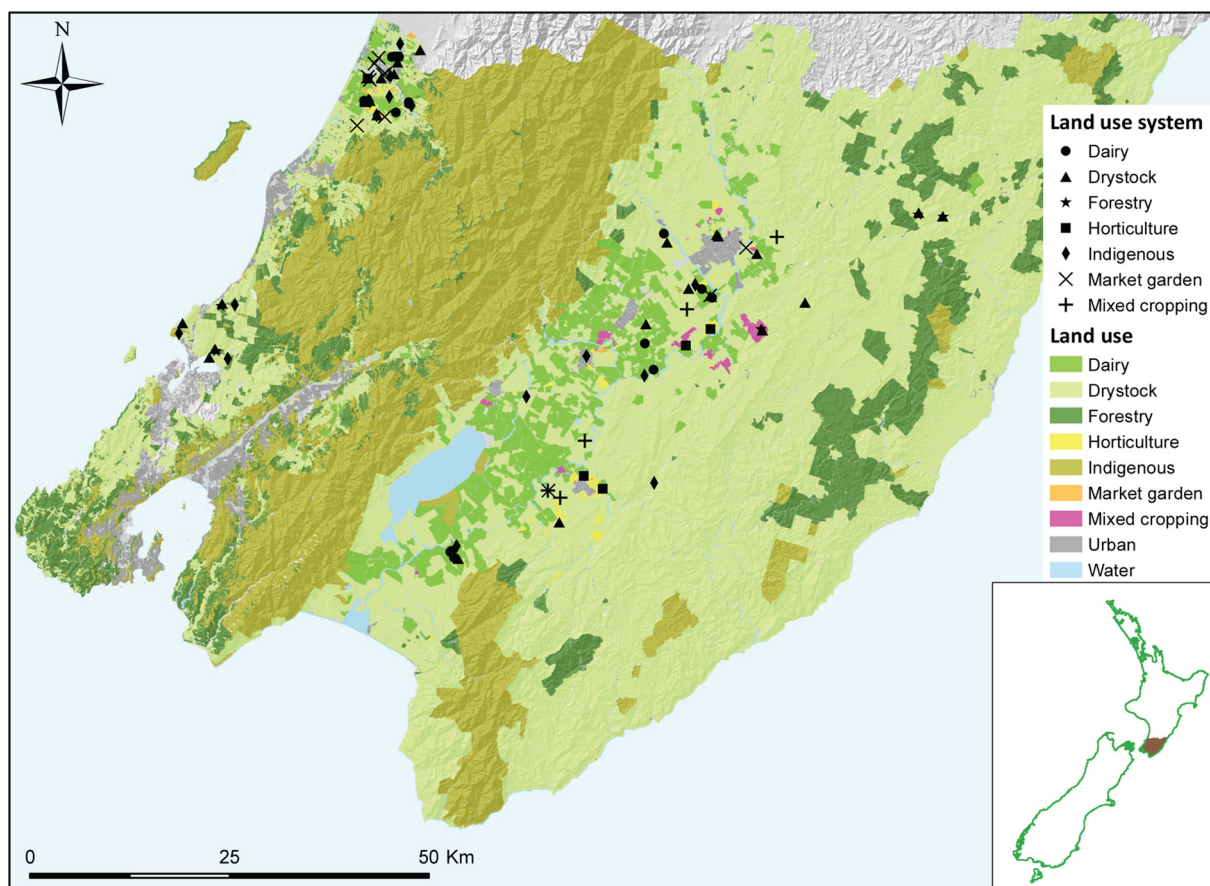 N
Land use system
Dairy
Drystock
Forestry
Horticulture
Indigenous
Market garden
Mixed cropping
Land use
Dairy
Drystock
Forestry
Horticulture
Indigenous
Market garden
Mixed cropping
Urban
Water
0 25 50 Km